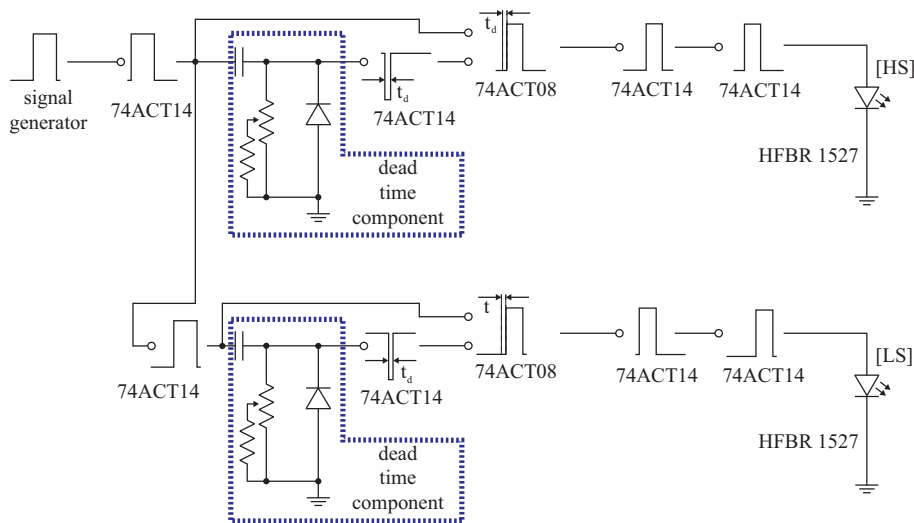 t_d
[HS]
signal
generator
74ACT14
t_d
74ACT14
74ACT08
74ACT14
74ACT14
HFBR 1527
dead
time
component
t
[LS]
74ACT14
t_d
74ACT14
74ACT08
74ACT14
74ACT14
HFBR 1527
dead
time
component